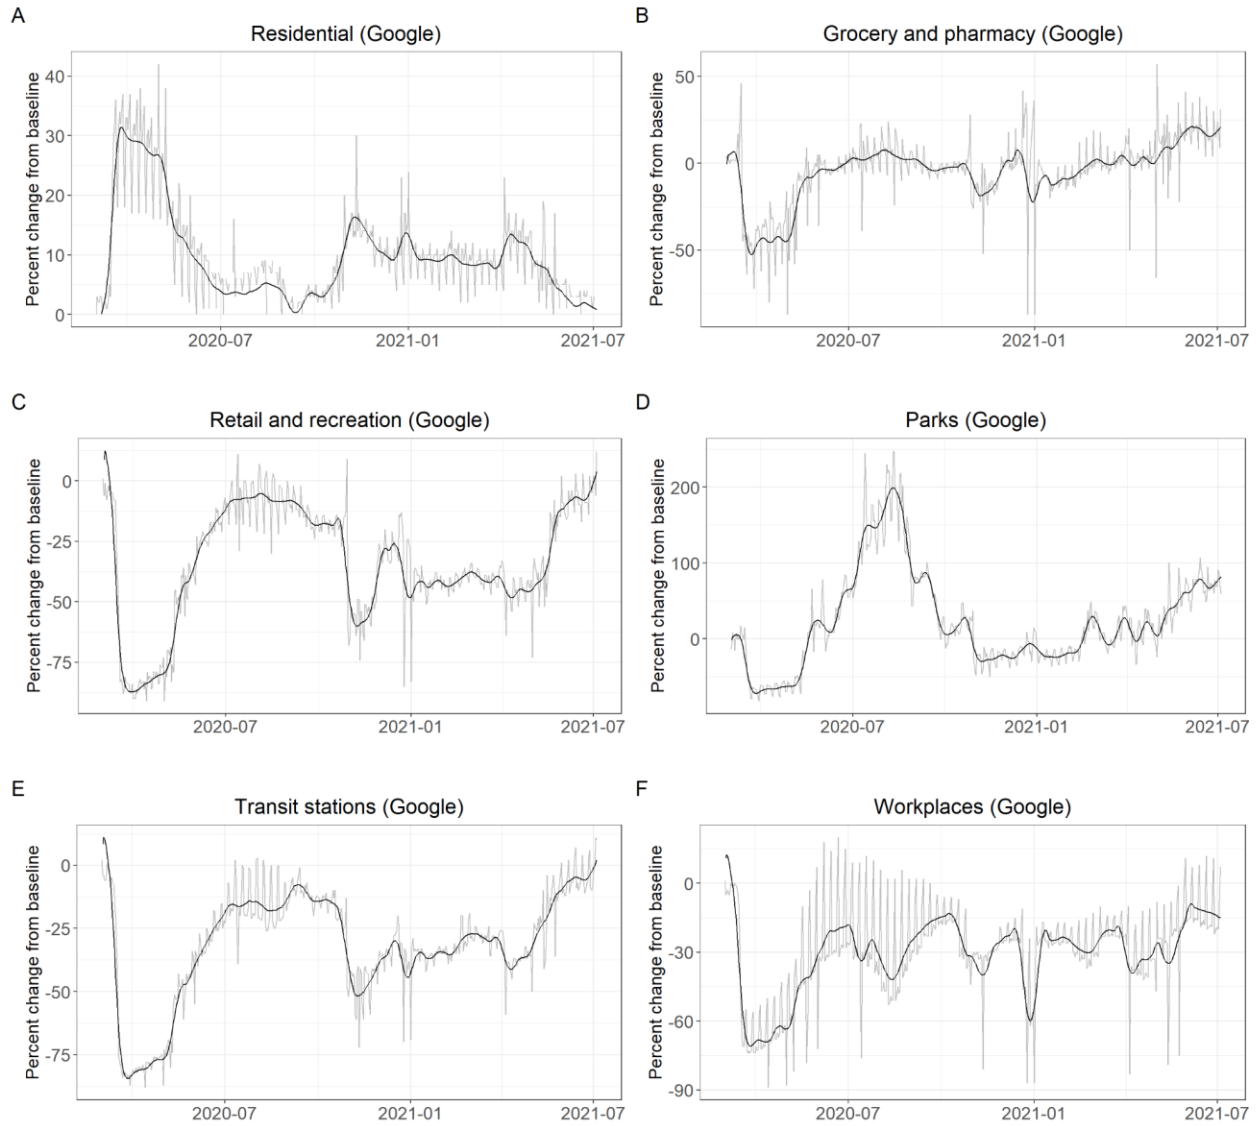 A
Residential (Google)
Percent change from baseline
40
30
20
10
0
2020-07
2021-01
2021-07
B
Grocery and pharmacy (Google)
Percent change from baseline
50
0
-50
2020-07
2021-01
2021-07
C
Retail and recreation (Google)
Percent change from baseline
0
-25
-50
-75
2020-07
2021-01
2021-07
D
Parks (Google)
Percent change from baseline
200
100
0
2020-07
2021-01
2021-07
E
Transit stations (Google)
Percent change from baseline
0
-25
-50
-75
2020-07
2021-01
2021-07
F
Workplaces (Google)
Percent change from baseline
0
-30
-60
-90
2020-07
2021-01
2021-07